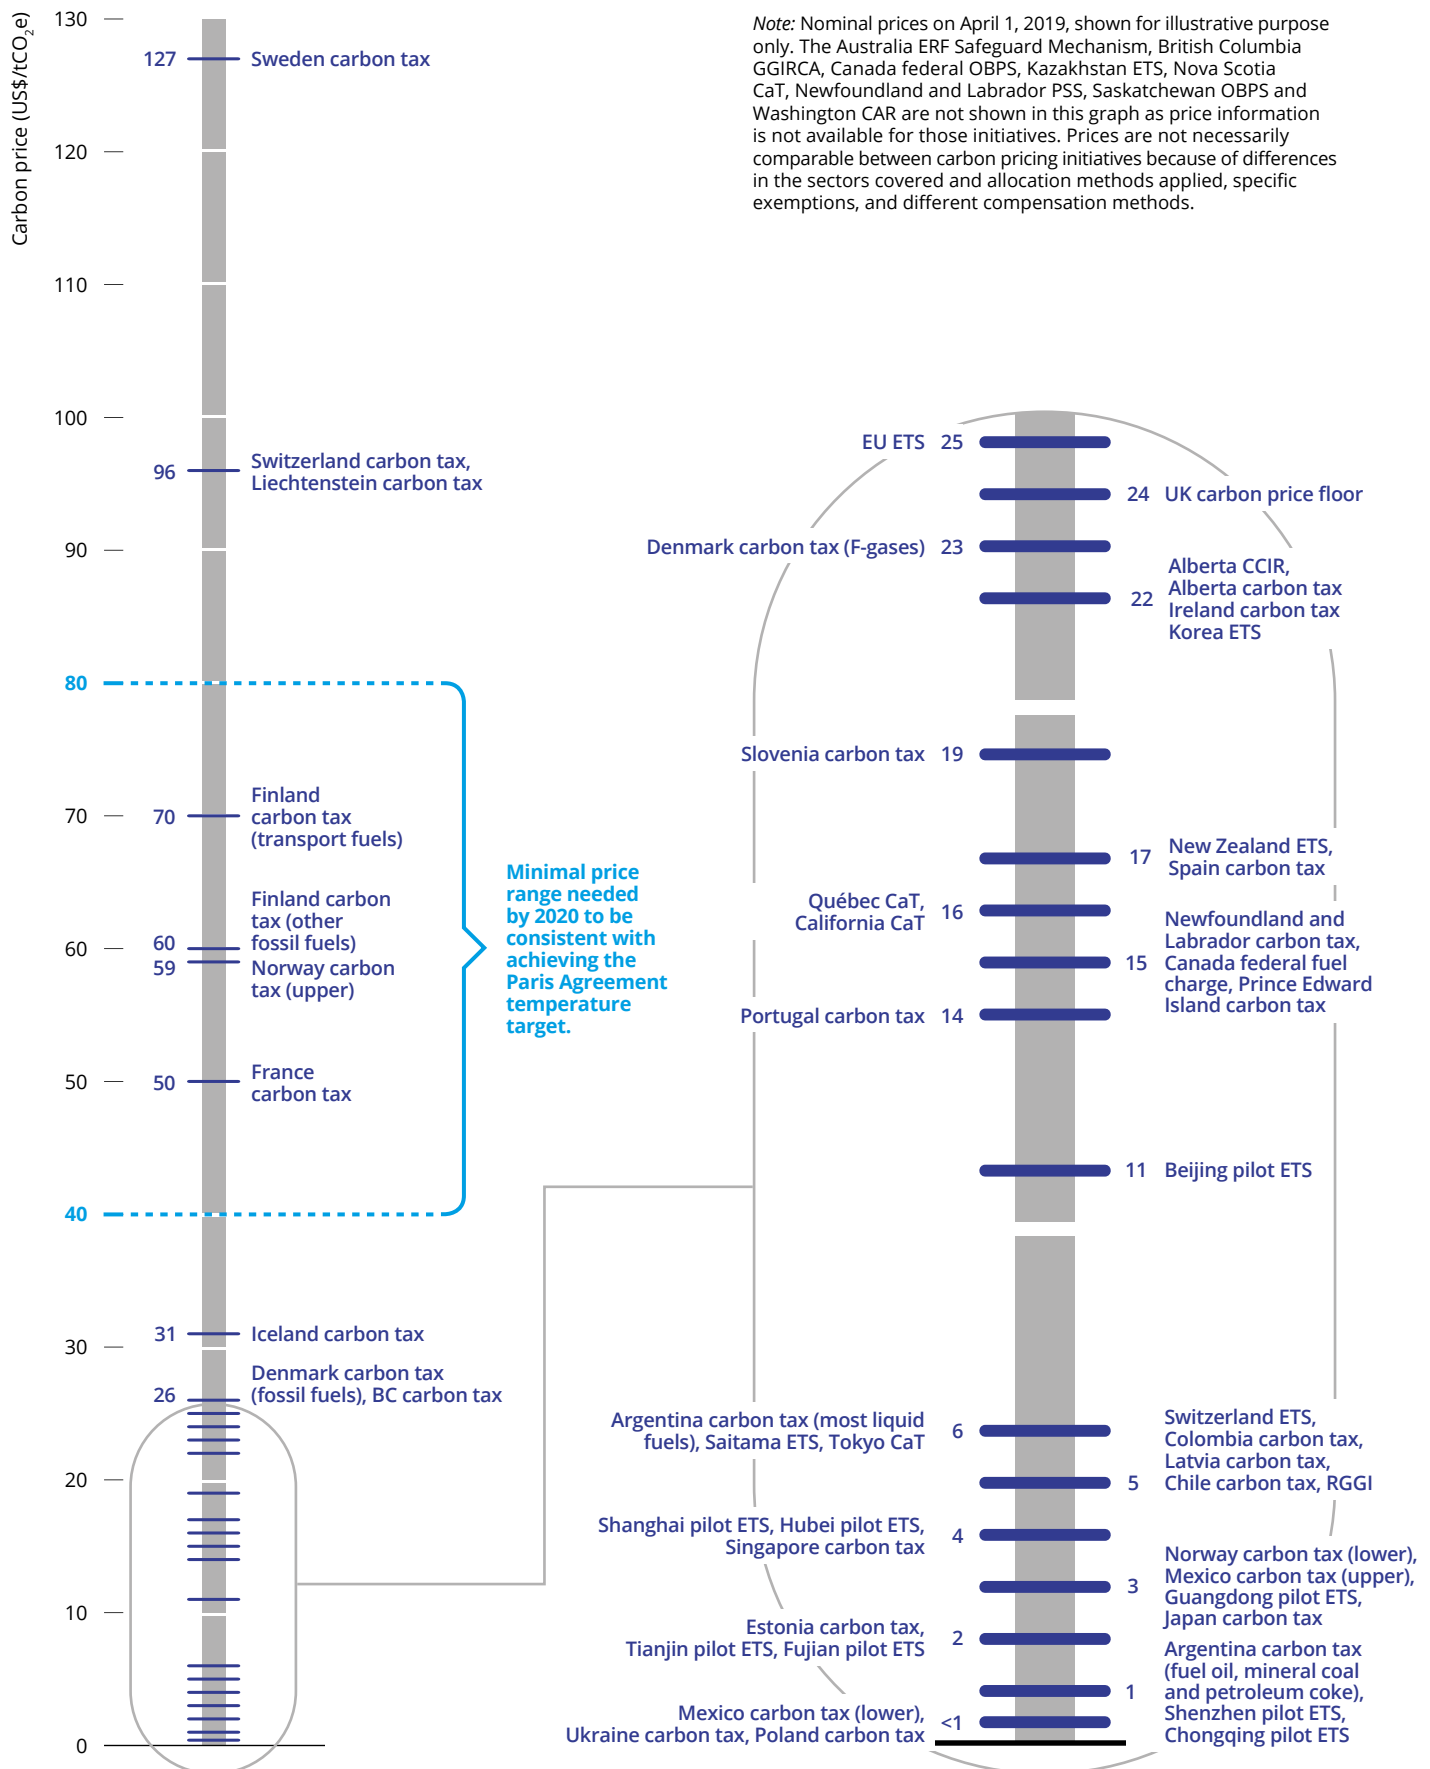 Carbon price (US$/tCO2e)
130
120
110
100
90
80
70
60
50
40
30
20
10
0
127 Sweden carbon tax
96 Switzerland carbon tax,
Liechtenstein carbon tax
70 Finland
carbon tax
(transport fuels)
60 Finland carbon
tax (other
fossil fuels)
59 Norway carbon
tax (upper)
50 France
carbon tax
31 Iceland carbon tax
26 Denmark carbon tax
(fossil fuels), BC carbon tax
Minimal price
range needed
by 2020 to be
consistent with
achieving the
Paris Agreement
temperature
target.
Note: Nominal prices on April 1, 2019, shown for illustrative purpose
only. The Australia ERF Safeguard Mechanism, British Columbia
GGIRCA, Canada federal OBPS, Kazakhstan ETS, Nova Scotia
CaT, Newfoundland and Labrador PSS, Saskatchewan OBPS and
Washington CAR are not shown in this graph as price information
is not available for those initiatives. Prices are not necessarily
comparable between carbon pricing initiatives because of differences
in the sectors covered and allocation methods applied, specific
exemptions, and different compensation methods.
EU ETS 25
24 UK carbon price floor
Denmark carbon tax (F-gases) 23
22 Alberta CCIR,
Alberta carbon tax
Ireland carbon tax
Korea ETS
Slovenia carbon tax 19
17 New Zealand ETS,
Spain carbon tax
Québec CaT,
California CaT 16
15 Newfoundland and
Labrador carbon tax,
Canada federal fuel
charge, Prince Edward
Island carbon tax
Portugal carbon tax 14
11 Beijing pilot ETS
Argentina carbon tax (most liquid
fuels), Saitama ETS, Tokyo CaT 6
5 Switzerland ETS,
Colombia carbon tax,
Latvia carbon tax,
Chile carbon tax, RGGI
Shanghai pilot ETS, Hubei pilot ETS,
Singapore carbon tax 4
3 Norway carbon tax (lower),
Mexico carbon tax (upper),
Guangdong pilot ETS,
Japan carbon tax
Estonia carbon tax,
Tianjin pilot ETS, Fujian pilot ETS 2
1 Argentina carbon tax
(fuel oil, mineral coal
and petroleum coke),
Shenzhen pilot ETS,
Chongqing pilot ETS
Mexico carbon tax (lower),
Ukraine carbon tax, Poland carbon tax <1